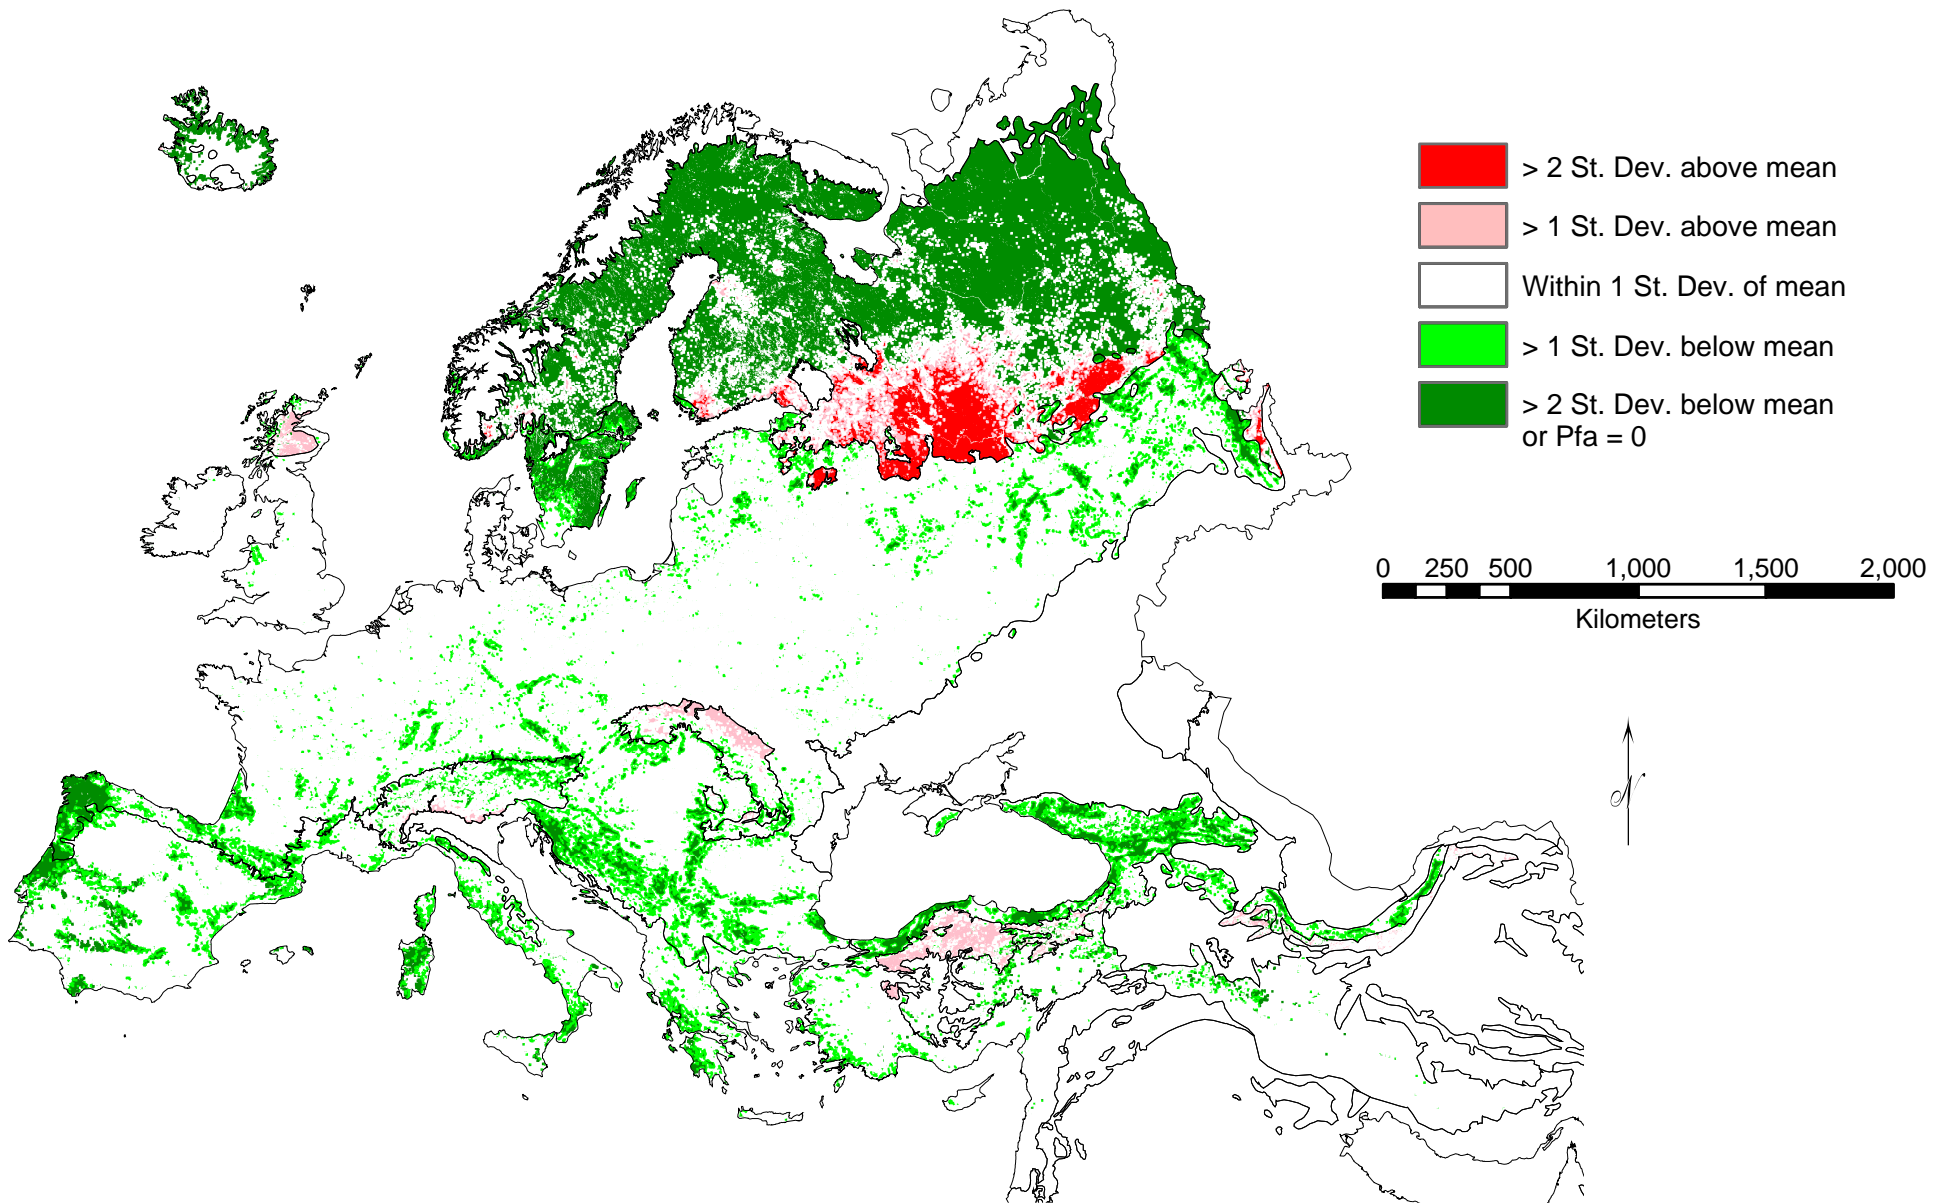 > 2 St. Dev. above mean
> 1 St. Dev. above mean
Within 1 St. Dev. of mean
> 1 St. Dev. below mean
> 2 St. Dev. below mean
or Pfa = 0
0 250 500 1,000 1,500 2,000
Kilometers
N